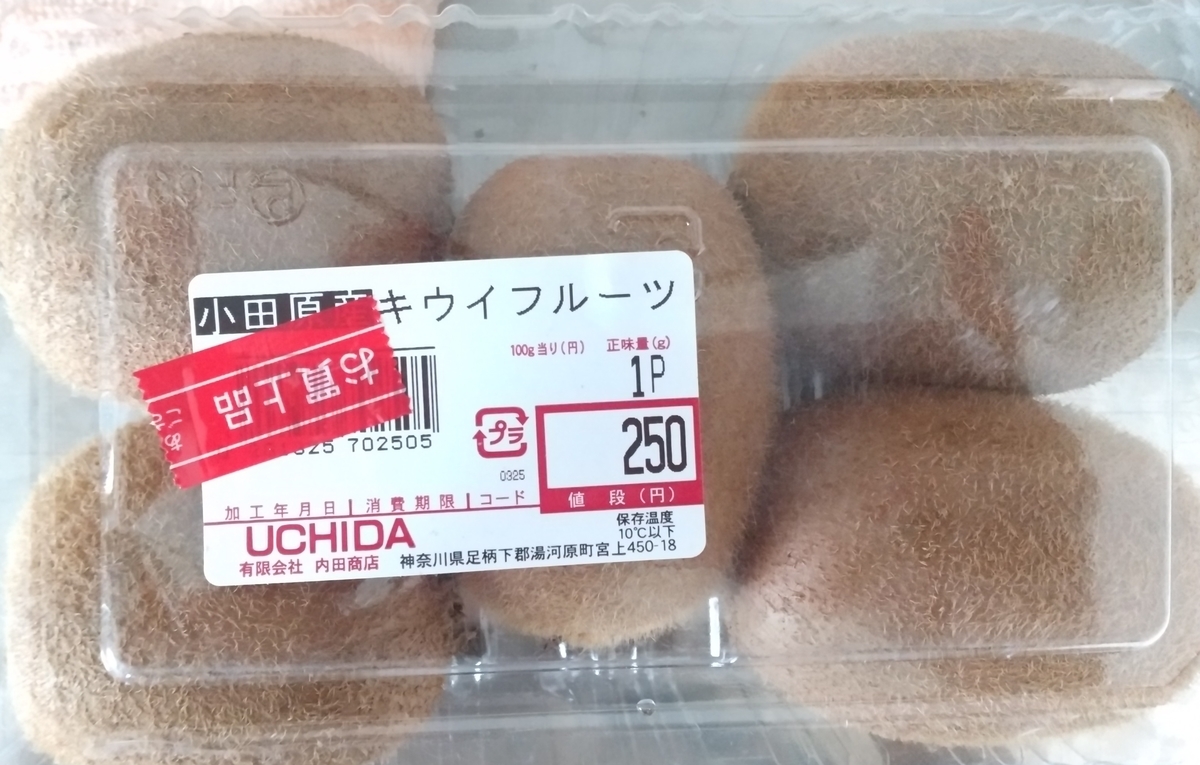 小田原産キウイフルーツ
100g当り(円) 正味量(g)
1P
お買上品
702505
プラ
250
0325
値段(円)
加工年月日 消費期限 コード
UCHIDA
保存温度
10℃以下
有限会社 内田商店 神奈川県足柄下郡湯河原町宮上450-18